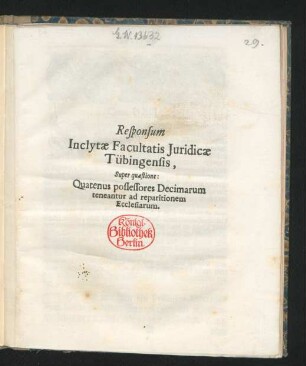 29.
Responsum
Inclytæ Facultatis Juridicæ
Tübingensis,
Super quæstione:
Quatenus possessores Decimarum
teneantur ad reparitionem
Ecclesiarum.
Königl.
Bibliothek
Berlin